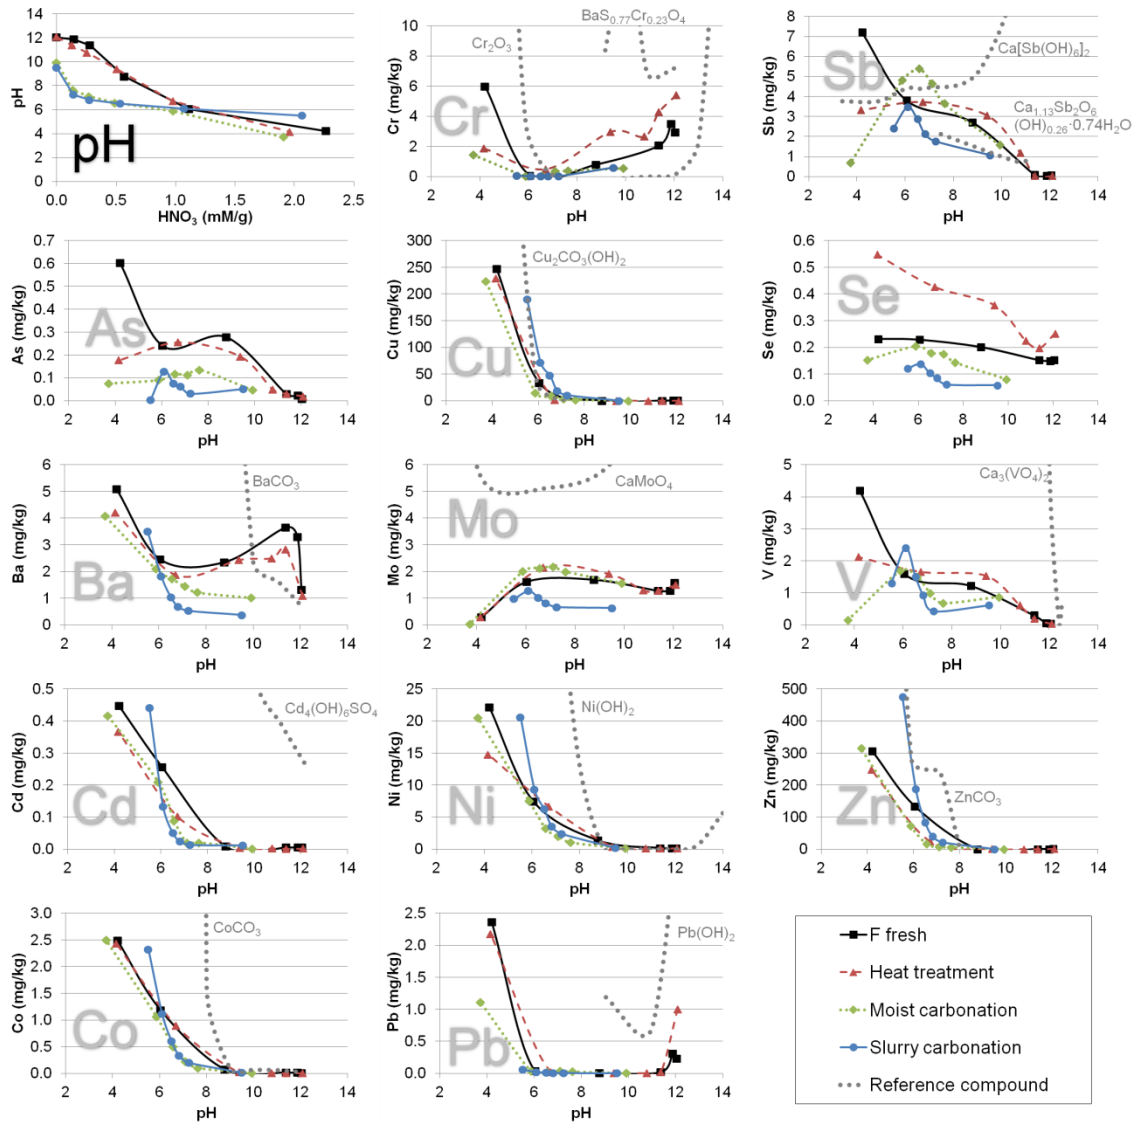 14
12
10
8
6
4
2
0
pH
pH
0.0 0.5 1.0 1.5 2.0 2.5
HNO₃ (mM/g)
10
8
6
4
2
0
Cr (mg/kg)
Cr
Cr₂O₃
BaS₀.₇₇Cr₀.₂₃O₄
2 4 6 8 10 12 14
pH
8
7
6
5
4
3
2
1
0
Sb (mg/kg)
Sb
Ca[Sb(OH)₆]₂
Ca₁.₁₃Sb₂O₆
(OH)₀.₂₆·0.74H₂O
2 4 6 8 10 12 14
pH
0.7
0.6
0.5
0.4
0.3
0.2
0.1
0
As (mg/kg)
As
2 4 6 8 10 12 14
pH
300
250
200
150
100
50
0
Cu (mg/kg)
Cu
Cu₂CO₃(OH)₂
2 4 6 8 10 12 14
pH
0.6
0.5
0.4
0.3
0.2
0.1
0
Se (mg/kg)
Se
2 4 6 8 10 12 14
pH
6
5
4
3
2
1
0
Ba (mg/kg)
Ba
BaCO₃
2 4 6 8 10 12 14
pH
6
5
4
3
2
1
0
Mo (mg/kg)
Mo
CaMoO₄
2 4 6 8 10 12 14
pH
5
4
3
2
1
0
V (mg/kg)
V
Ca₃(VO₄)₂
2 4 6 8 10 12 14
pH
0.5
0.4
0.3
0.2
0.1
0
Cd (mg/kg)
Cd
Cd₄(OH)₆SO₄
2 4 6 8 10 12 14
pH
25
20
15
10
5
0
Ni (mg/kg)
Ni
Ni(OH)₂
2 4 6 8 10 12 14
pH
500
400
300
200
100
0
Zn (mg/kg)
Zn
ZnCO₃
2 4 6 8 10 12 14
pH
3.0
2.5
2.0
1.5
1.0
0.5
0.0
Co (mg/kg)
Co
CoCO₃
2 4 6 8 10 12 14
pH
2.5
2.0
1.5
1.0
0.5
0.0
Pb (mg/kg)
Pb
Pb(OH)₂
2 4 6 8 10 12 14
pH
F fresh
Heat treatment
Moist carbonation
Slurry carbonation
Reference compound